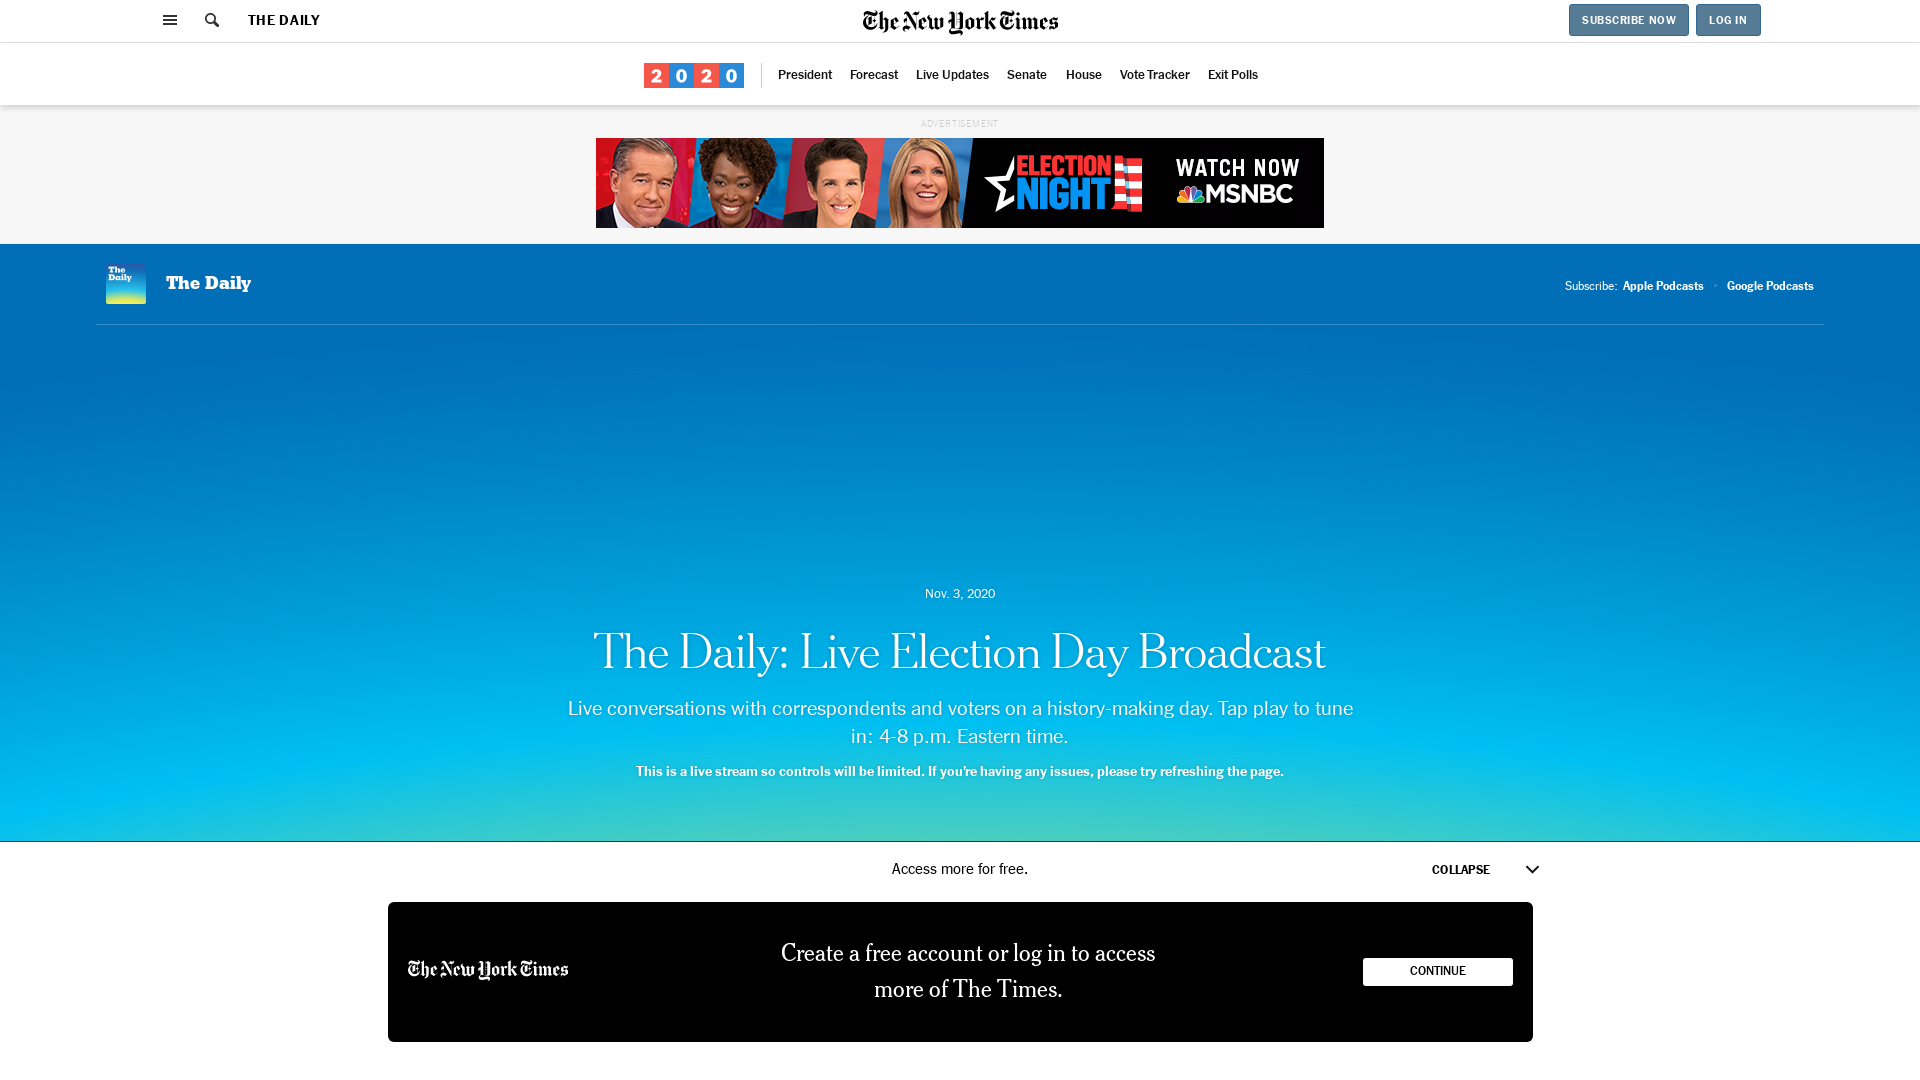 THE DAILY
The New York Times
SUBSCRIBE NOW
LOG IN
2020
President
Forecast
Live Updates
Senate
House
Vote Tracker
Exit Polls
ADVERTISEMENT
ELECTION
NIGHT
WATCH NOW
MSNBC
The
Daily
The Daily
Subscribe: Apple Podcasts • Google Podcasts
Nov. 3, 2020
The Daily: Live Election Day Broadcast
Live conversations with correspondents and voters on a history-making day. Tap play to tune
in: 4-8 p.m. Eastern time.
This is a live stream so controls will be limited. If you're having any issues, please try refreshing the page.
Access more for free.
COLLAPSE
The New York Times
Create a free account or log in to access
more of The Times.
CONTINUE